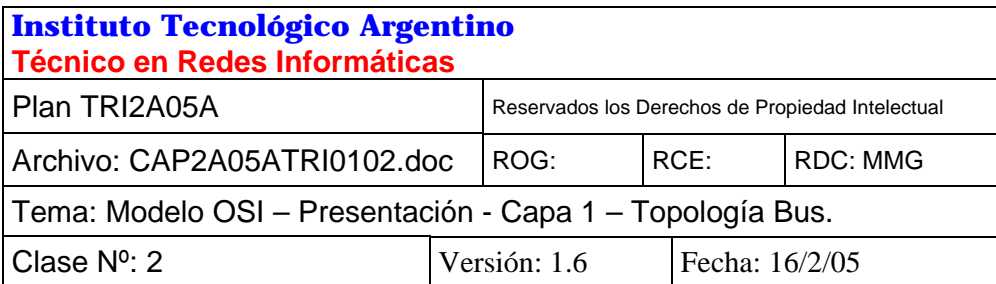 Instituto Tecnológico Argentino
Técnico en Redes Informáticas
Plan TRI2A05A Reservados los Derechos de Propiedad Intelectual
Archivo: CAP2A05ATRI0102.doc ROG: RCE: RDC: MMG
Tema: Modelo OSI – Presentación - Capa 1 – Topología Bus.
Clase Nº: 2 Versión: 1.6 Fecha: 16/2/05